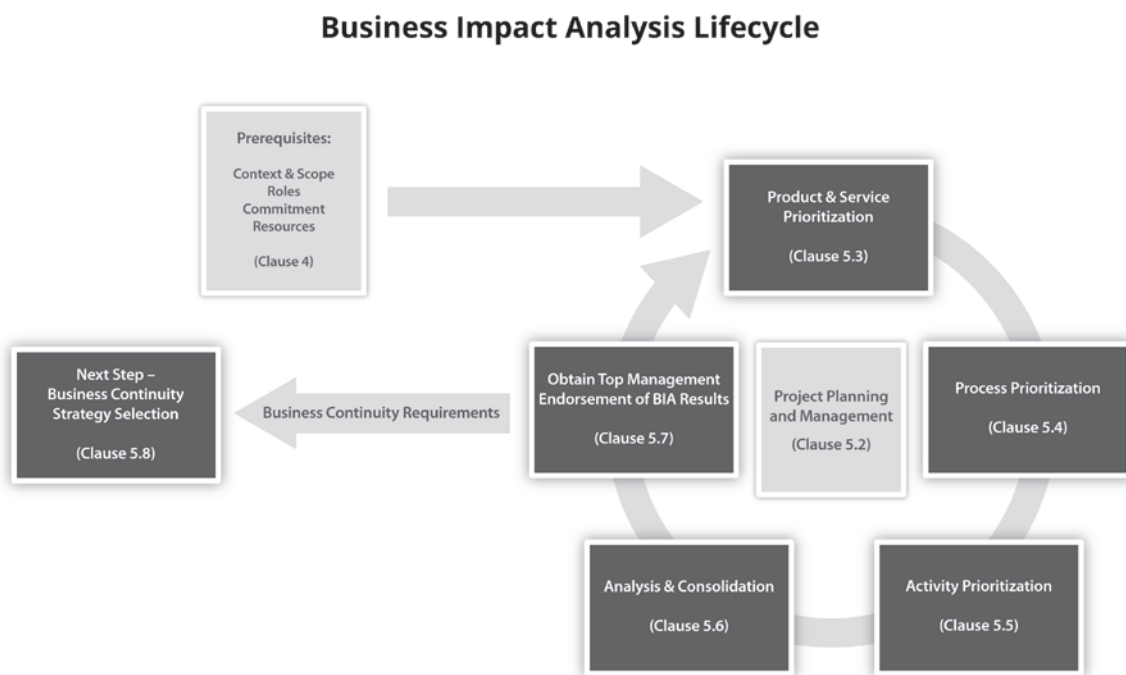 Business Impact Analysis Lifecycle
Prerequisites:
Context & Scope
Roles
Commitment
Resources
(Clause 4)
Product & Service
Prioritization
(Clause 5.3)
Next Step –
Business Continuity
Strategy Selection
(Clause 5.8)
Business Continuity Requirements
Obtain Top Management
Endorsement of BIA Results
(Clause 5.7)
Project Planning
and Management
(Clause 5.2)
Process Prioritization
(Clause 5.4)
Analysis & Consolidation
(Clause 5.6)
Activity Prioritization
(Clause 5.5)